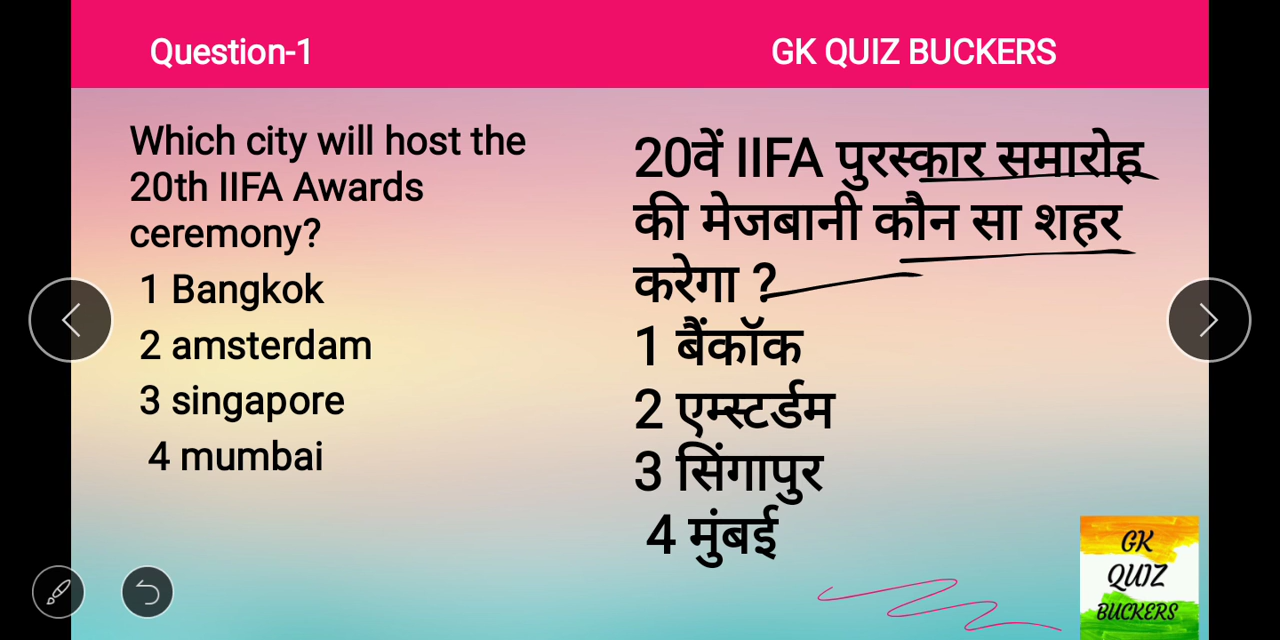 Question-1
GK QUIZ BUCKERS
Which city will host the
20th IIFA Awards
ceremony?
1 Bangkok
2 amsterdam
3 singapore
4 mumbai
20वें IIFA पुरस्कार समारोह
की मेजबानी कौन सा शहर
करेगा ?
1 बैंकॉक
2 एम्स्टर्डम
3 सिंगापुर
4 मुंबई
GK
QUIZ
BUCKERS